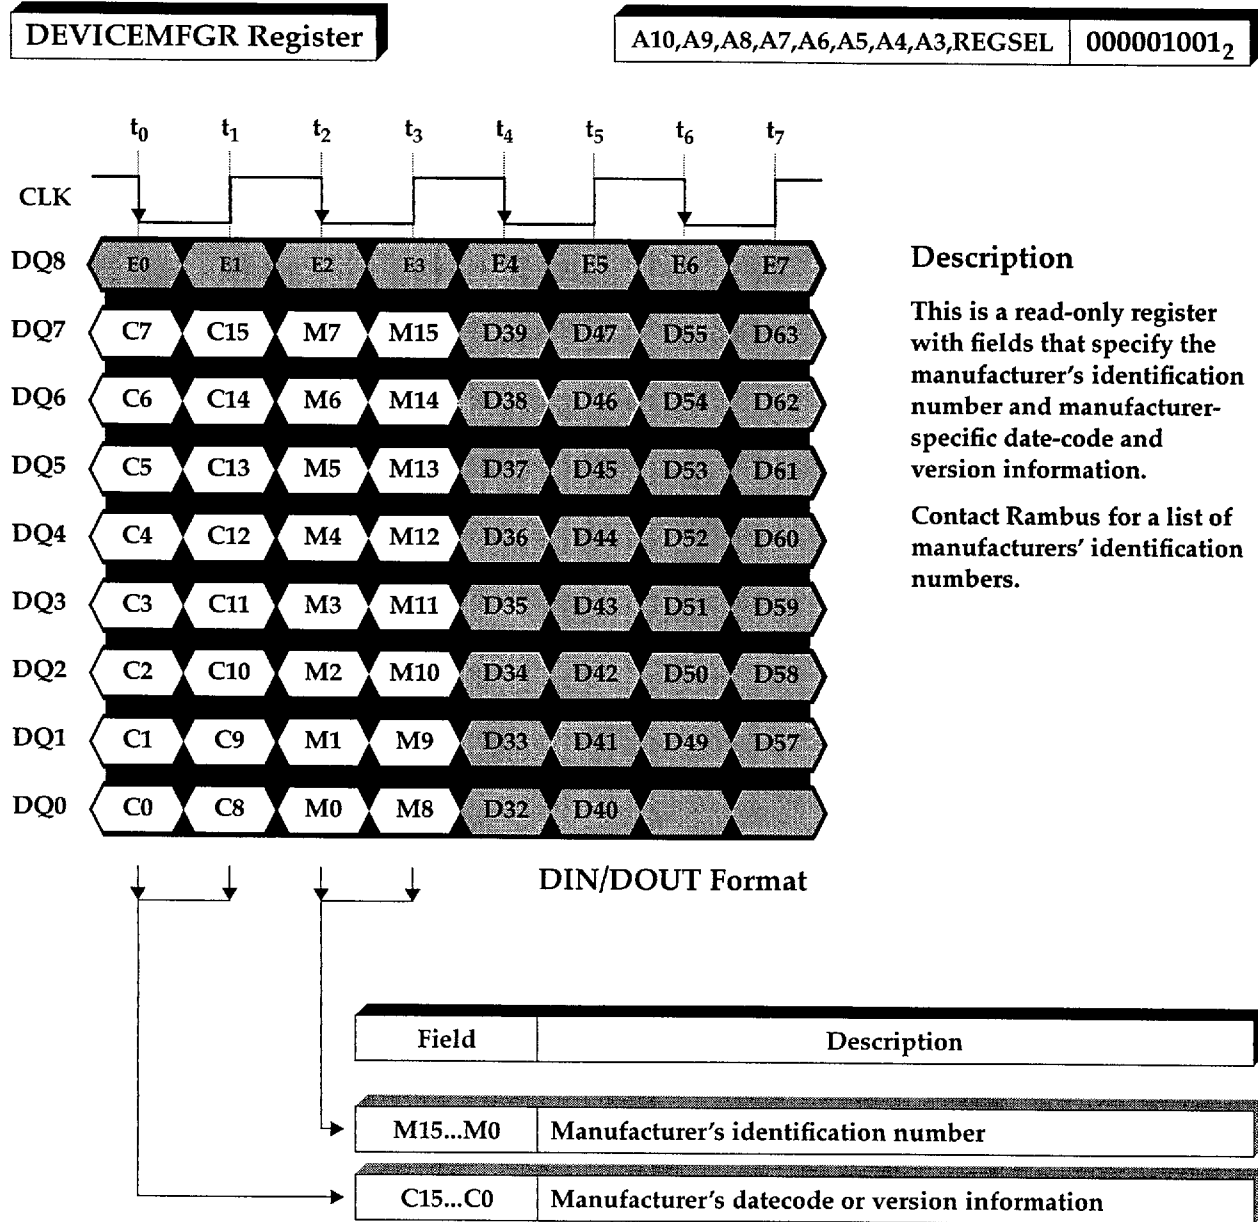 DEVICEMFGR Register
A10,A9,A8,A7,A6,A5,A4,A3,REGSEL 000001001₂
t₀ t₁ t₂ t₃ t₄ t₅ t₆ t₇
CLK
DQ8 E0 E1 E2 E3 E4 E5 E6 E7
DQ7 C7 C15 M7 M15 D39 D47 D55 D63
DQ6 C6 C14 M6 M14 D38 D46 D54 D62
DQ5 C5 C13 M5 M13 D37 D45 D53 D61
DQ4 C4 C12 M4 M12 D36 D44 D52 D60
DQ3 C3 C11 M3 M11 D35 D43 D51 D59
DQ2 C2 C10 M2 M10 D34 D42 D50 D58
DQ1 C1 C9 M1 M9 D33 D41 D49 D57
DQ0 C0 C8 M0 M8 D32 D40
DIN/DOUT Format
Description
This is a read-only register
with fields that specify the
manufacturer's identification
number and manufacturer-
specific date-code and
version information.
Contact Rambus for a list of
manufacturers' identification
numbers.
Field Description
M15...M0 Manufacturer's identification number
C15...C0 Manufacturer's datecode or version information